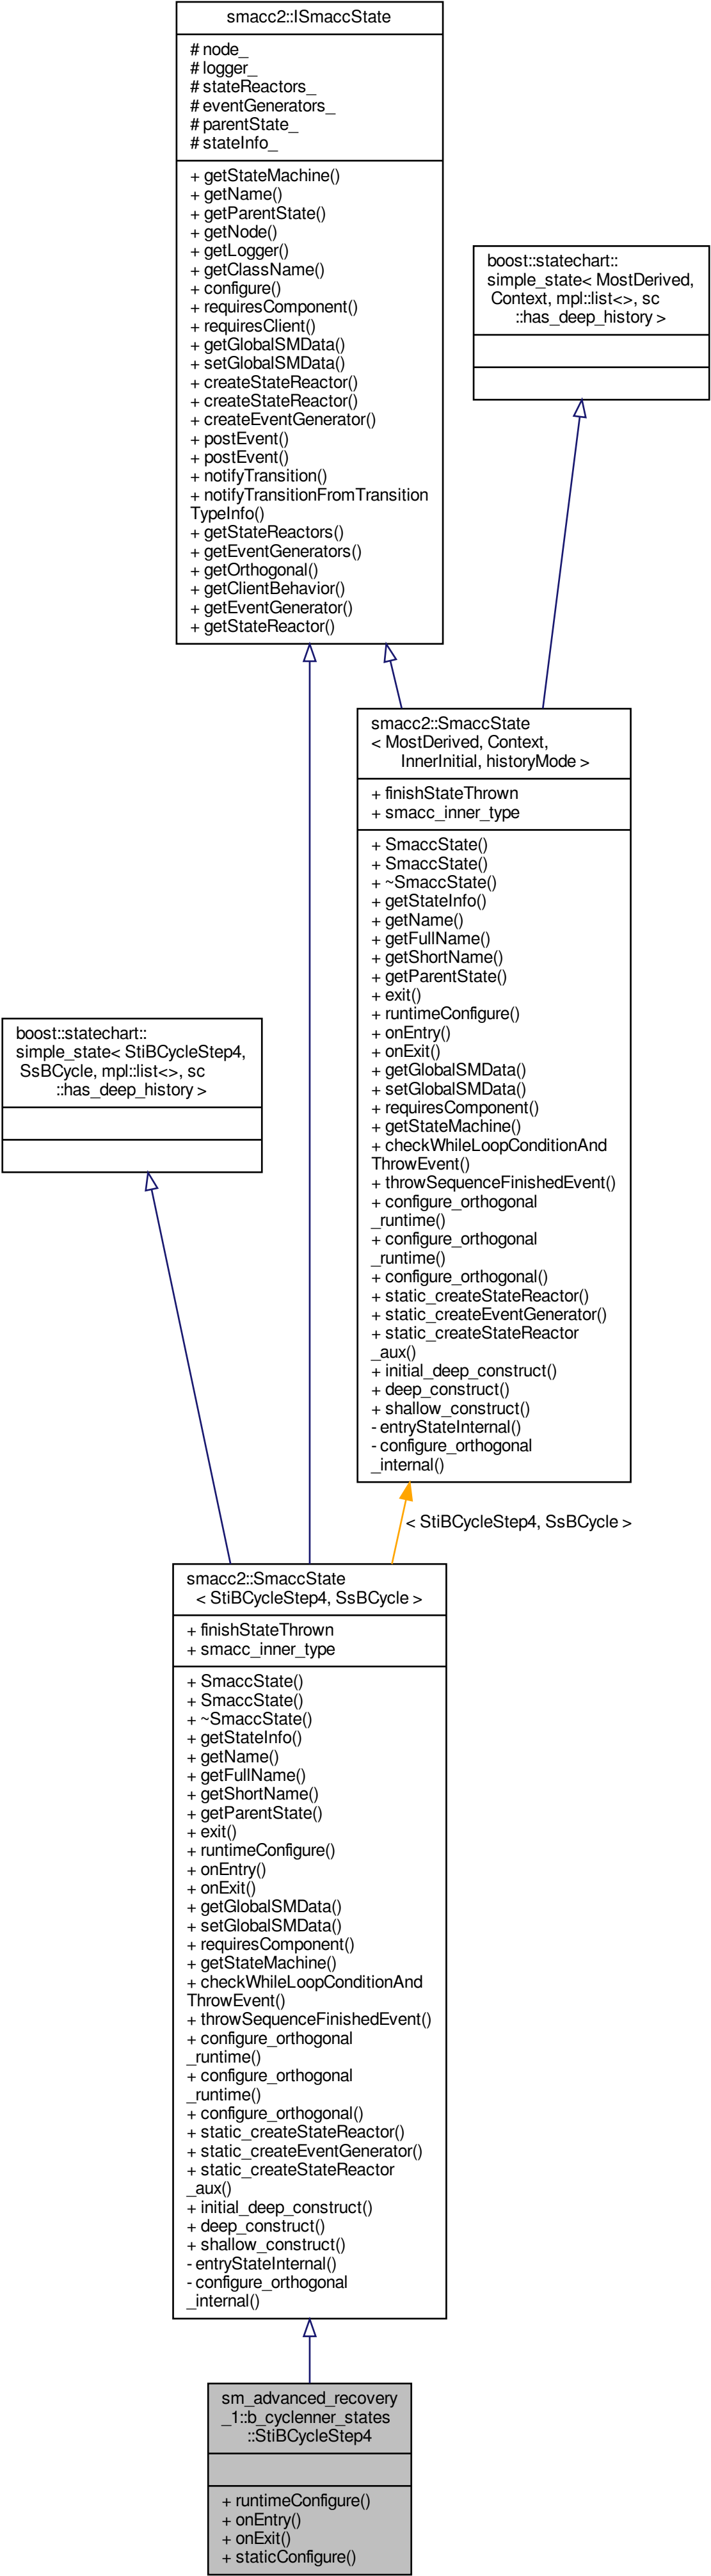 smacc2::ISmaccState
# node_
# logger_
# stateReactors_
# eventGenerators_
# parentState_
# stateInfo_
+ getStateMachine()
+ getName()
+ getParentState()
+ getNode()
+ getLogger()
+ getClassName()
+ configure()
+ requiresComponent()
+ requiresClient()
+ getGlobalSMData()
+ setGlobalSMData()
+ createStateReactor()
+ createStateReactor()
+ createEventGenerator()
+ postEvent()
+ postEvent()
+ notifyTransition()
+ notifyTransitionFromTransition
TypeInfo()
+ getStateReactors()
+ getEventGenerators()
+ getOrthogonal()
+ getClientBehavior()
+ getEventGenerator()
+ getStateReactor()
boost::statechart::
simple_state< MostDerived,
Context, mpl::list<>, sc
::has_deep_history >
smacc2::SmaccState
< MostDerived, Context,
InnerInitial, historyMode >
+ finishStateThrown
+ smacc_inner_type
+ SmaccState()
+ SmaccState()
+ ~SmaccState()
+ getStateInfo()
+ getName()
+ getFullName()
+ getShortName()
+ getParentState()
+ exit()
+ runtimeConfigure()
+ onEntry()
+ onExit()
+ getGlobalSMData()
+ setGlobalSMData()
+ requiresComponent()
+ getStateMachine()
+ checkWhileLoopConditionAnd
ThrowEvent()
+ throwSequenceFinishedEvent()
+ configure_orthogonal
_runtime()
+ configure_orthogonal
_runtime()
+ configure_orthogonal()
+ static_createStateReactor()
+ static_createEventGenerator()
+ static_createStateReactor
_aux()
+ initial_deep_construct()
+ deep_construct()
+ shallow_construct()
- entryStateInternal()
- configure_orthogonal
_internal()
boost::statechart::
simple_state< StiBCycleStep4,
SsBCycle, mpl::list<>, sc
::has_deep_history >
< StiBCycleStep4, SsBCycle >
smacc2::SmaccState
< StiBCycleStep4, SsBCycle >
+ finishStateThrown
+ smacc_inner_type
+ SmaccState()
+ SmaccState()
+ ~SmaccState()
+ getStateInfo()
+ getName()
+ getFullName()
+ getShortName()
+ getParentState()
+ exit()
+ runtimeConfigure()
+ onEntry()
+ onExit()
+ getGlobalSMData()
+ setGlobalSMData()
+ requiresComponent()
+ getStateMachine()
+ checkWhileLoopConditionAnd
ThrowEvent()
+ throwSequenceFinishedEvent()
+ configure_orthogonal
_runtime()
+ configure_orthogonal
_runtime()
+ configure_orthogonal()
+ static_createStateReactor()
+ static_createEventGenerator()
+ static_createStateReactor
_aux()
+ initial_deep_construct()
+ deep_construct()
+ shallow_construct()
- entryStateInternal()
- configure_orthogonal
_internal()
sm_advanced_recovery
_1::b_cyclenner_states
::StiBCycleStep4
+ runtimeConfigure()
+ onEntry()
+ onExit()
+ staticConfigure()